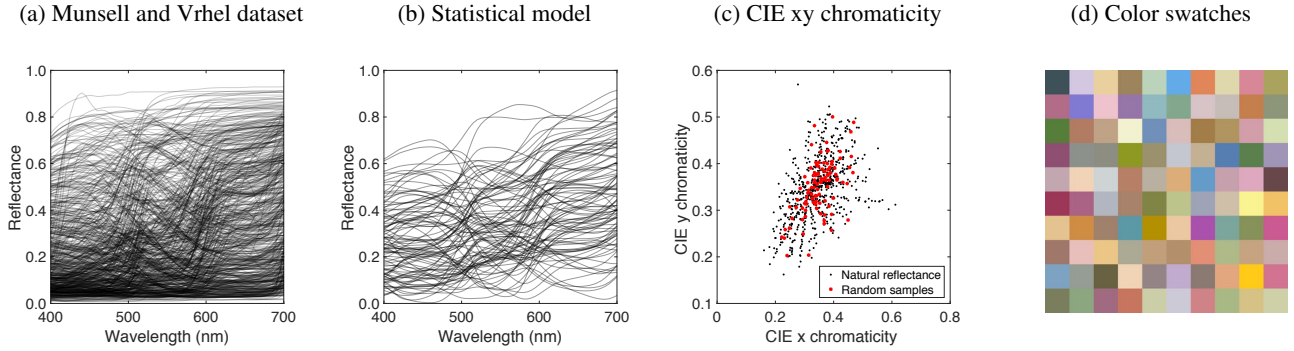 (a) Munsell and Vrhel dataset
(b) Statistical model
(c) CIE xy chromaticity
(d) Color swatches
1.0
0.8
0.6
0.4
0.2
0.0
400
500
600
700
Reflectance
Wavelength (nm)
1.0
0.8
0.6
0.4
0.2
0.0
400
500
600
700
Reflectance
Wavelength (nm)
0.6
0.5
0.4
0.3
0.2
0.1
0
0.2
0.4
0.6
0.8
CIE y chromaticity
CIE x chromaticity
Natural reflectance
Random samples